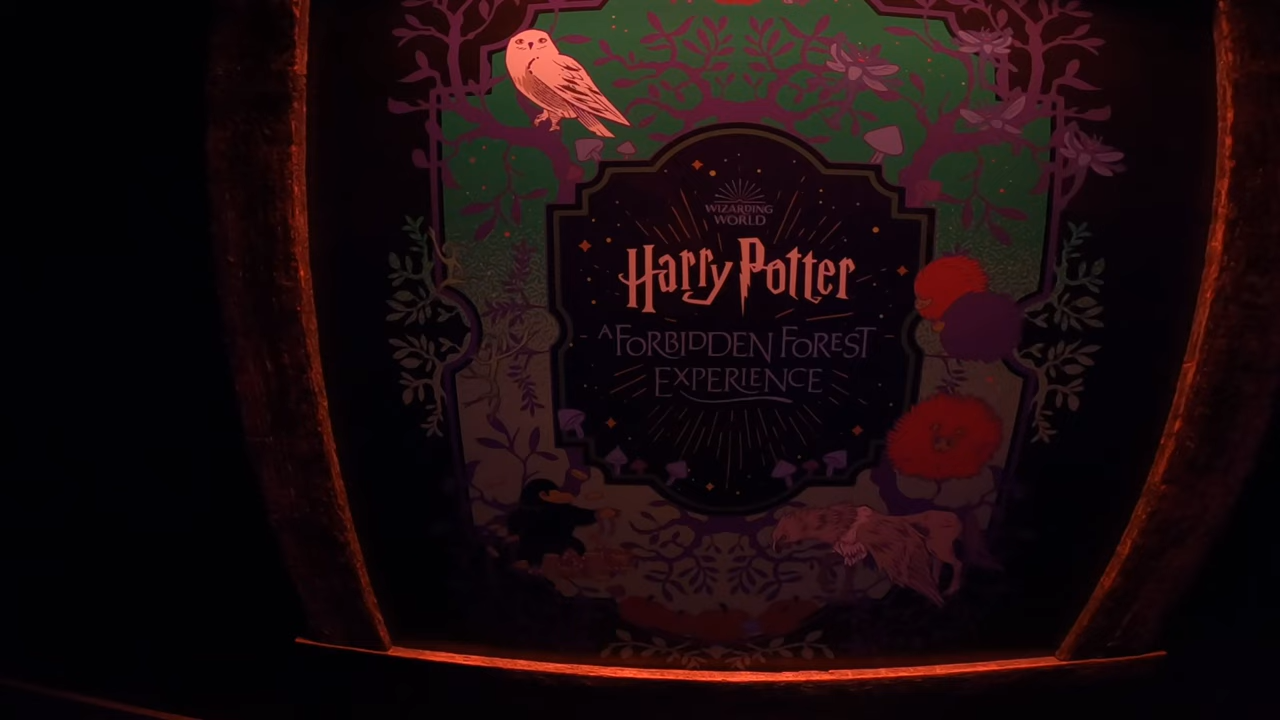 WIZARDING
WORLD
Harry Potter
A FORBIDDEN FOREST
EXPERIENCE